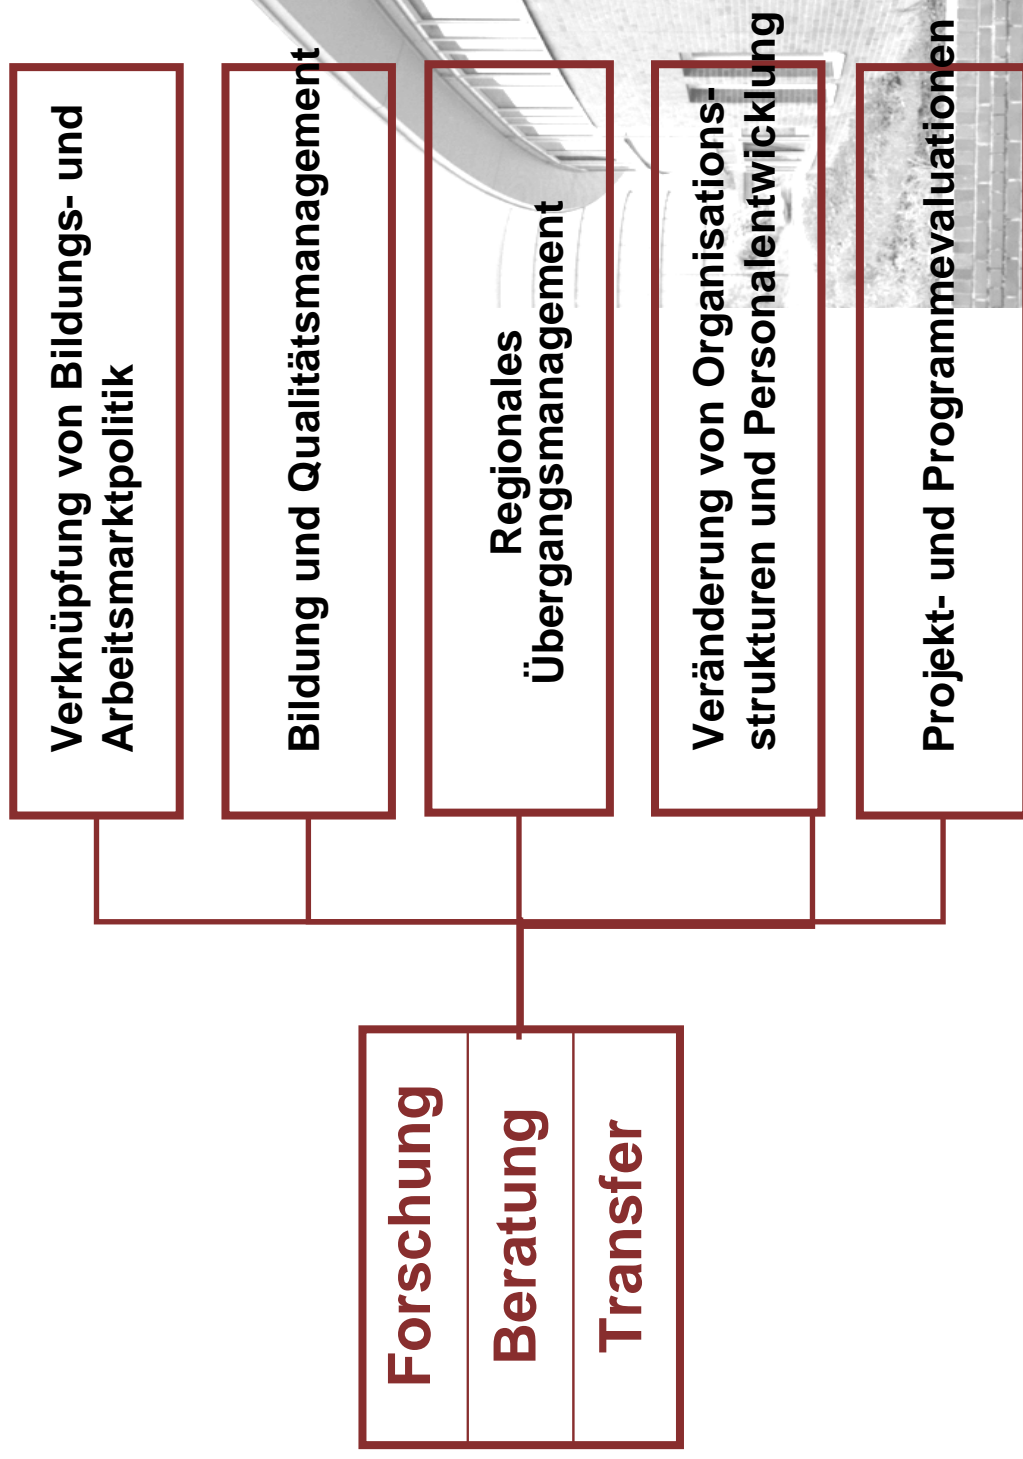 Verknüpfung von Bildungs- und
Arbeitsmarktpolitik
Bildung und Qualitätsmanagement
Regionales
Übergangsmanagement
Veränderung von Organisations-
strukturen und Personalentwicklung
Projekt- und Programmevaluationen
Forschung
Beratung
Transfer